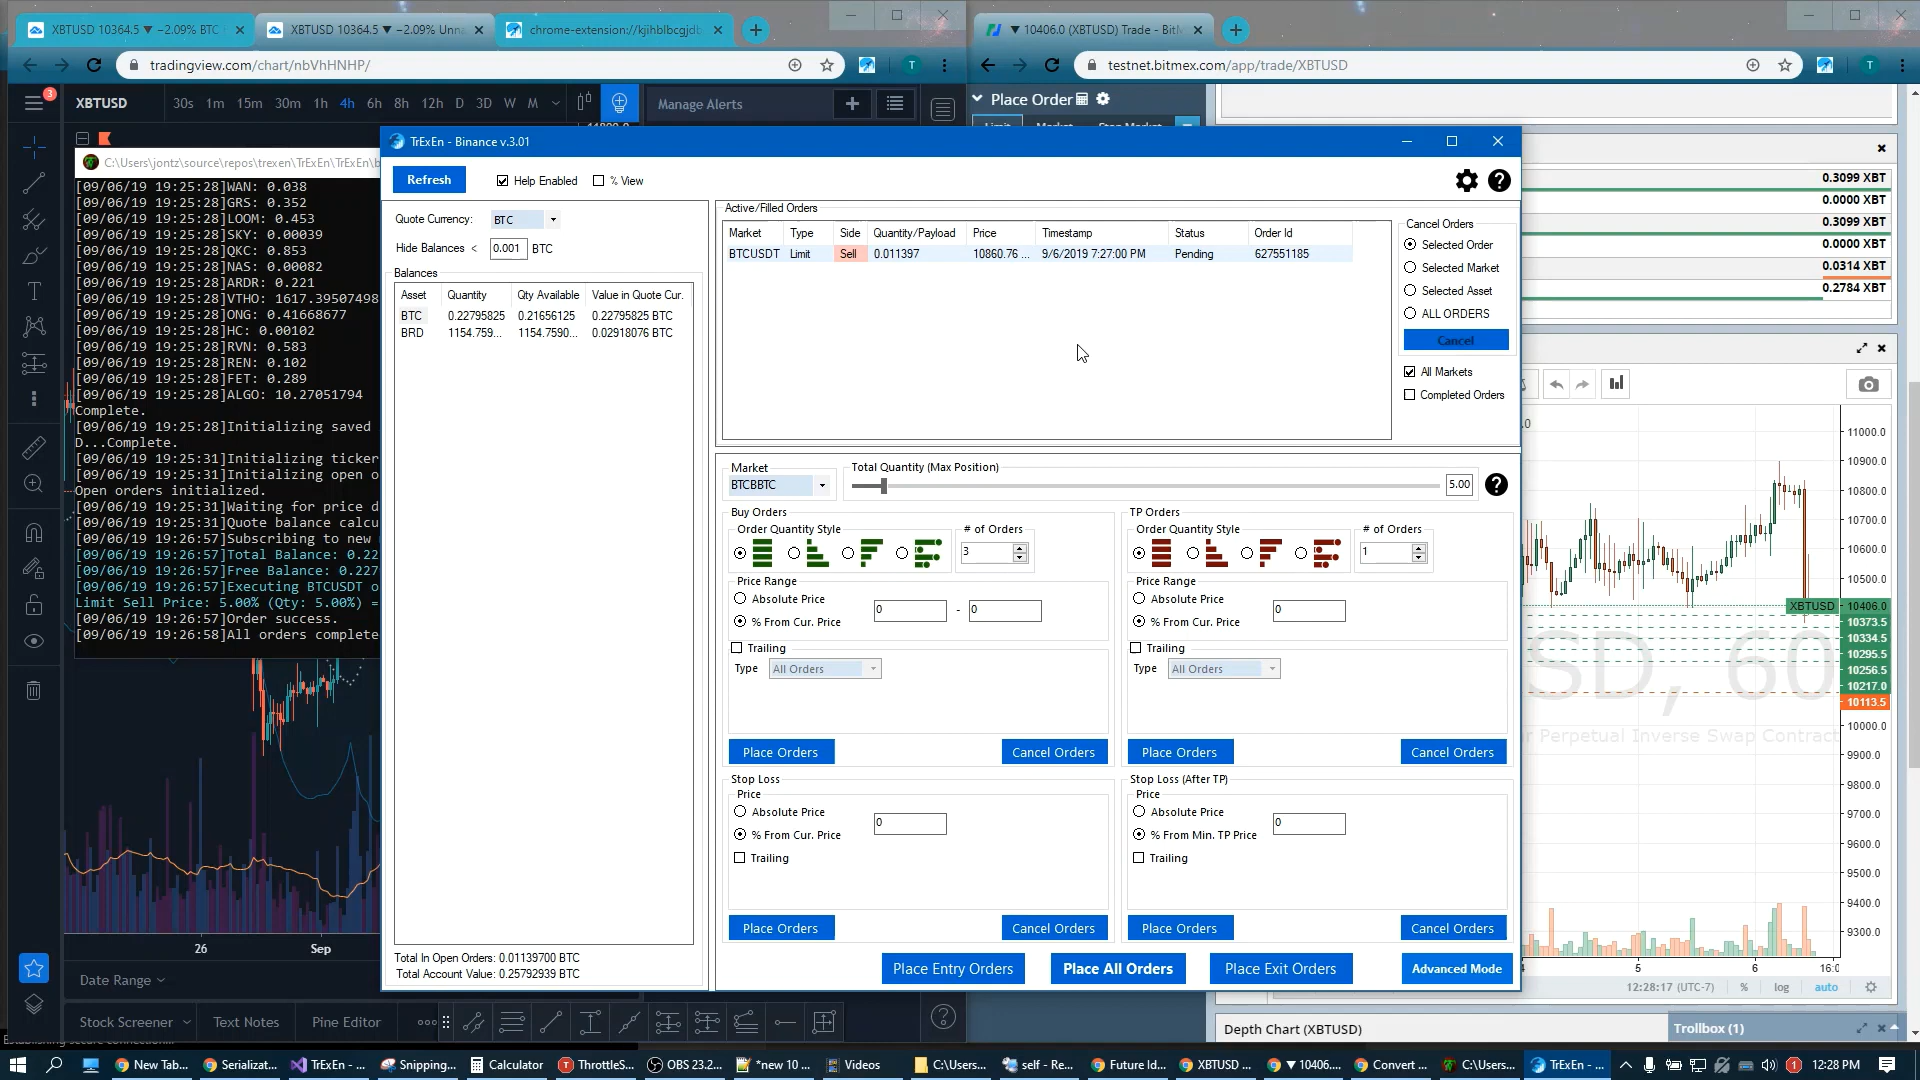 XBTUSD 10364.5 ▼ −2.09% BTC
XBTUSD 10364.5 ▼ −2.09% Unna
chrome-extension://kjihblbcgjdb
▼ 10406.0 (XBTUSD) Trade - BitM
tradingview.com/chart/nbVhHNHP/
T
testnet.bitmex.com/app/trade/XBTUSD
T
3
XBTUSD
30s 1m 15m 30m 1h 4h 6h 8h 12h D 3D W M
Manage Alerts
Place Order
C:\Users\jontz\source\repos\trexen\TrExEn\TrExEn\b
[09/06/19 19:25:28]WAN: 0.038
[09/06/19 19:25:28]GRS: 0.352
[09/06/19 19:25:28]LOOM: 0.453
[09/06/19 19:25:28]SKY: 0.00039
[09/06/19 19:25:28]QKC: 0.853
[09/06/19 19:25:28]NAS: 0.00082
[09/06/19 19:25:28]ARDR: 0.221
[09/06/19 19:25:28]VTHO: 1617.39507498
[09/06/19 19:25:28]ONG: 0.41668677
[09/06/19 19:25:28]HC: 0.00102
[09/06/19 19:25:28]RVN: 0.583
[09/06/19 19:25:28]REN: 0.102
[09/06/19 19:25:28]FET: 0.289
[09/06/19 19:25:28]ALGO: 10.27051794
Complete.
[09/06/19 19:25:28]Initializing saved
D...Complete.
[09/06/19 19:25:31]Initializing ticker
[09/06/19 19:25:31]Initializing open o
Open orders initialized.
[09/06/19 19:25:31]Waiting for price d
[09/06/19 19:25:31]Quote balance calcu
[09/06/19 19:26:57]Subscribing to new
[09/06/19 19:26:57]Total Balance: 0.22
[09/06/19 19:26:57]Free Balance: 0.227
[09/06/19 19:26:57]Executing BTCUSDT o
Limit Sell Price: 5.00% (Qty: 5.00%) =
[09/06/19 19:26:57]Order success.
[09/06/19 19:26:58]All orders complete
26 Sep
Date Range
Stock Screener Text Notes Pine Editor
TrExEn - Binance v.3.01
Refresh
Help Enabled
% View
Quote Currency: BTC
Hide Balances < 0.001 BTC
Balances
Asset Quantity Qty Available Value in Quote Cur.
BTC 0.22795825 0.21656125 0.22795825 BTC
BRD 1154.759... 1154.7590... 0.02918076 BTC
Total In Open Orders: 0.01139700 BTC
Total Account Value: 0.25792939 BTC
Active/Filled Orders
Market Type Side Quantity/Payload Price Timestamp Status Order Id
BTCUSDT Limit Sell 0.011397 10860.76 ... 9/6/2019 7:27:00 PM Pending 627551185
Cancel Orders
Selected Order
Selected Market
Selected Asset
ALL ORDERS
Cancel
All Markets
Completed Orders
Market
BTCBBTC
Total Quantity (Max Position)
5.00
Buy Orders
Order Quantity Style
# of Orders
3
Price Range
Absolute Price
% From Cur. Price
0 - 0
Trailing
Type All Orders
Place Orders
Cancel Orders
TP Orders
Order Quantity Style
# of Orders
1
Price Range
Absolute Price
% From Cur. Price
0
Trailing
Type All Orders
Place Orders
Cancel Orders
Stop Loss
Price
Absolute Price
% From Cur. Price
0
Trailing
Place Orders
Cancel Orders
Stop Loss (After TP)
Price
Absolute Price
% From Min. TP Price
0
Trailing
Place Orders
Cancel Orders
Place Entry Orders
Place All Orders
Place Exit Orders
Advanced Mode
0.3099 XBT
0.0000 XBT
0.3099 XBT
0.0000 XBT
0.0314 XBT
0.2784 XBT
11000.0
10900.0
10800.0
10700.0
10600.0
10500.0
XBTUSD 10406.0
10373.5
10334.5
10295.5
10256.5
10217.0
10113.5
10000.0
9900.0
9800.0
9700.0
9600.0
9500.0
9400.0
9300.0
SD, 60
Perpetual Inverse Swap Contract
5 6
12:28:17 (UTC-7) % log auto
Depth Chart (XBTUSD)
Trollbox (1)
New Tab...
Serializat...
TrExEn - ...
Snipping...
Calculator
ThrottleS...
OBS 23.2...
*new 10 ...
Videos
C:\Users...
self - Re...
Future Id...
XBTUSD ...
▼ 10406....
Convert ...
C:\Users...
TrExEn - ...
1
12:28 PM